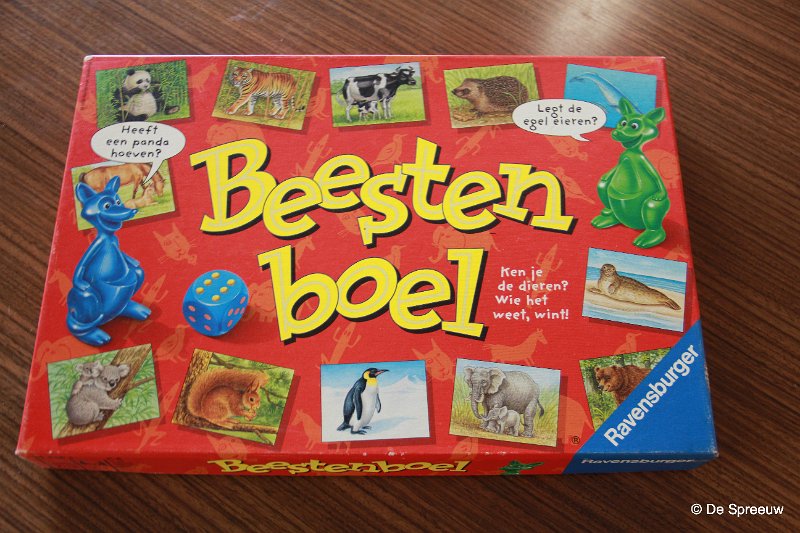 Heeft
een panda
hoeven?
Legt de
egel eieren?
Beesten
boel
Ken je
de dieren?
Wie het
weet, wint!
Ravensburger
®
Beestenboel
Ravensburger
© De Spreeuw